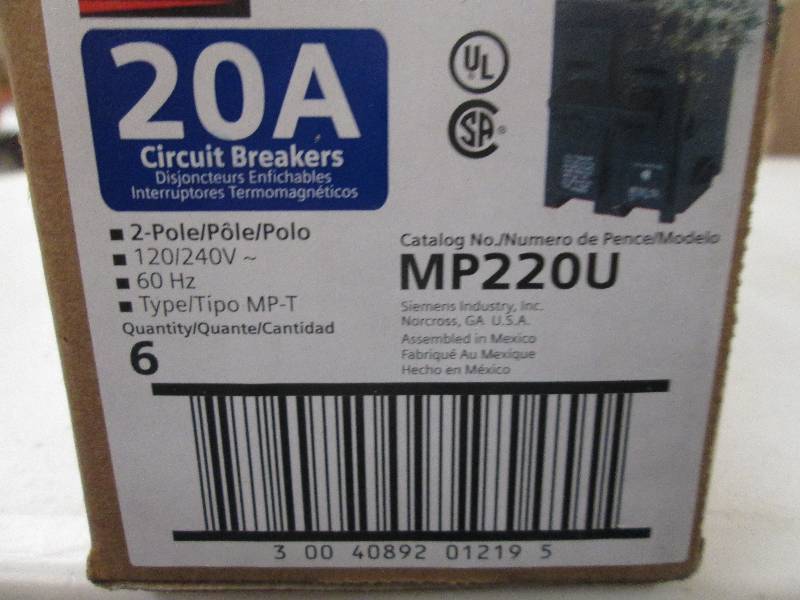 20A
Circuit Breakers
Disjoncteurs Enfichables
Interruptores Termomagnéticos
UL
SA®
■ 2-Pole/Pôle/Polo
■ 120/240V ~
■ 60 Hz
■ Type/Tipo MP-T
Quantity/Quante/Cantidad
6
Catalog No./Numero de Pence/Modelo
MP220U
Siemens Industry, Inc.
Norcross, GA U.S.A.
Assembled in Mexico
Fabriqué Au Mexique
Hecho en México
3 00 40892 01219 5